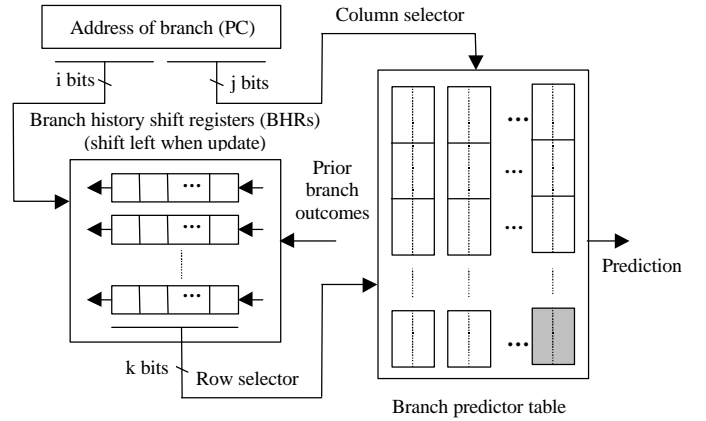 Column selector
Address of branch (PC)
i bits
j bits
Branch history shift registers (BHRs)
(shift left when update)
Prior
branch
outcomes
Prediction
k bits
Row selector
Branch predictor table